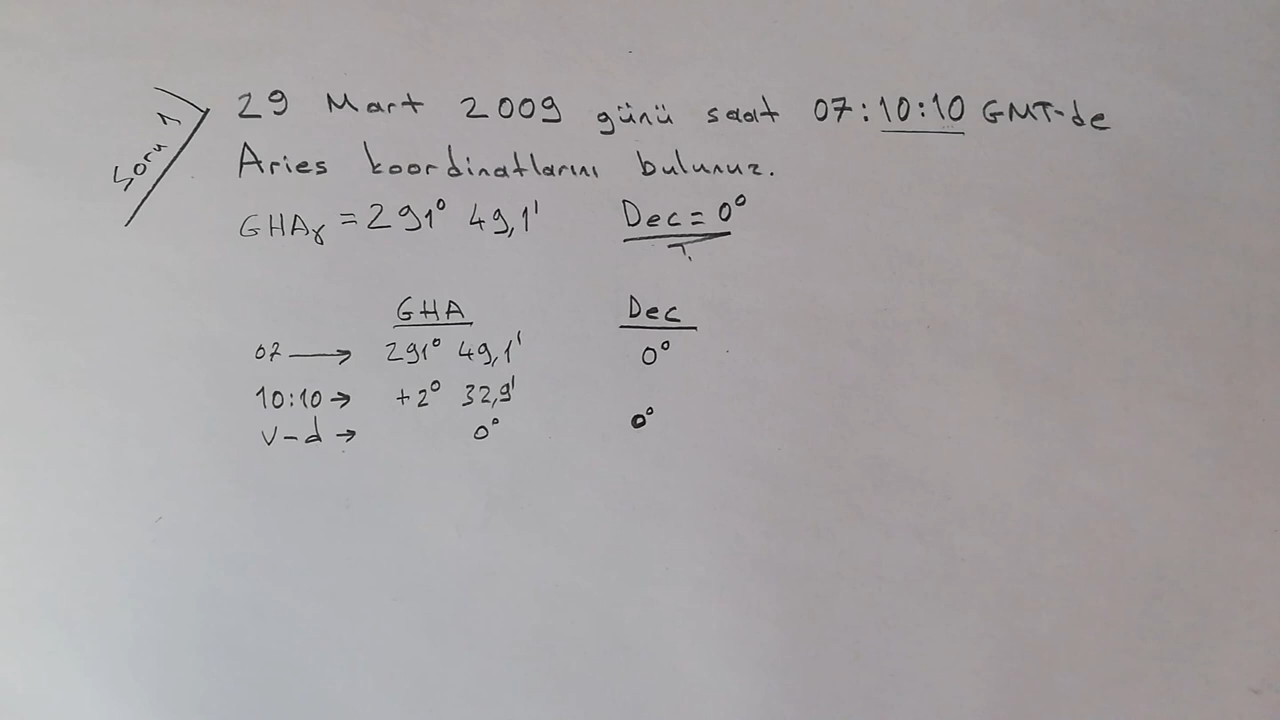 Soru 1
29 Mart 2009 günü saat 07:10:10 GMT-de
Aries koordinatlarını bulunuz.
GHAγ = 291° 49,1' Dec = 0°
T.
GHA Dec
07 → 291° 49,1' 0°
10:10 → +2° 32,9'
v-d → 0° 0°